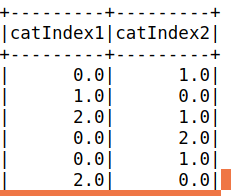 +---------+---------+
|catIndex1|catIndex2|
+---------+---------+
|      0.0|      1.0|
|      1.0|      0.0|
|      2.0|      1.0|
|      0.0|      2.0|
|      0.0|      1.0|
|      2.0|      0.0|